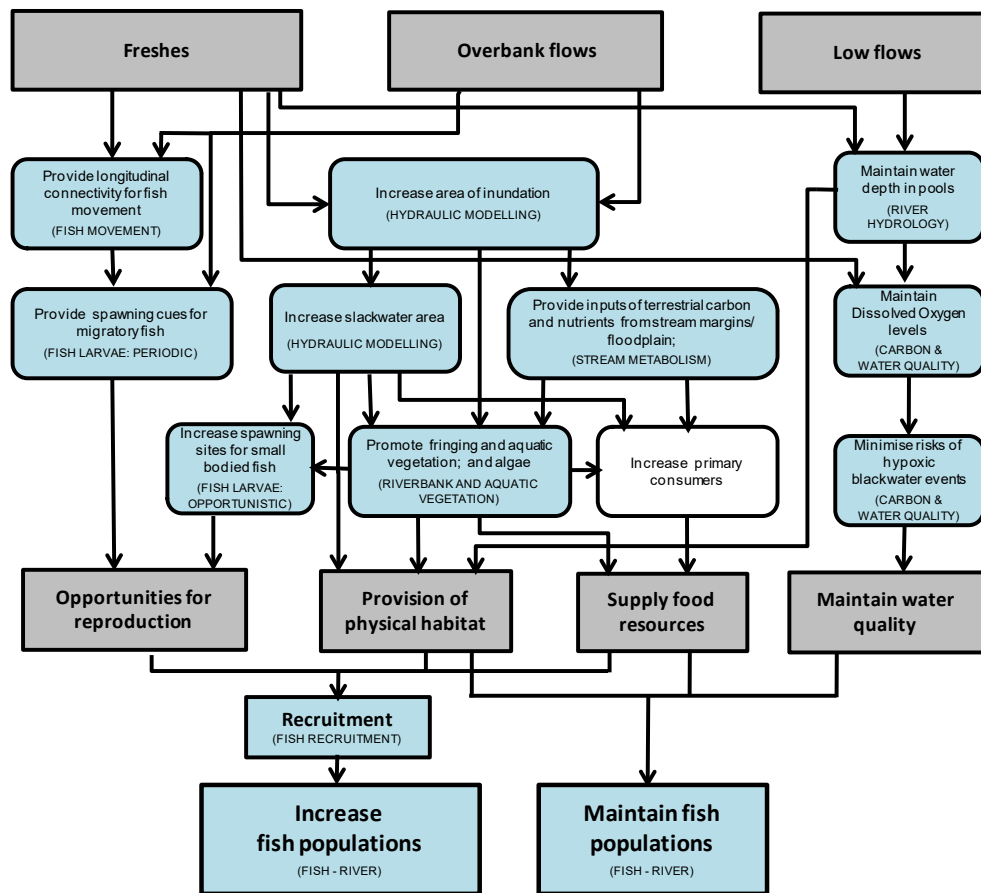 Freshes
Overbank flows
Low flows
Provide longitudinal
connectivity for fish
movement
(FISH MOVEMENT)
Increase area of inundation
(HYDRAULIC MODELLING)
Maintain water
depth in pools
(RIVER
HYDROLOGY)
Provide spawning cues for
migratory fish
(FISH LARVAE: PERIODIC)
Increase slackwater area
(HYDRAULIC MODELLING)
Provide inputs of terrestrial carbon
and nutrients from stream margins/
floodplain;
(STREAM METABOLISM)
Maintain
Dissolved Oxygen
levels
(CARBON &
WATER QUALITY)
Increase spawning
sites for small
bodied fish
(FISH LARVAE:
OPPORTUNISTIC)
Promote fringing and aquatic
vegetation; and algae
(RIVERBANK AND AQUATIC
VEGETATION)
Increase primary
consumers
Minimise risks of
hypoxic
blackwater events
(CARBON &
WATER QUALITY)
Opportunities for
reproduction
Provision of
physical habitat
Supply food
resources
Maintain water
quality
Recruitment
(FISH RECRUITMENT)
Increase
fish populations
(FISH - RIVER)
Maintain fish
populations
(FISH - RIVER)